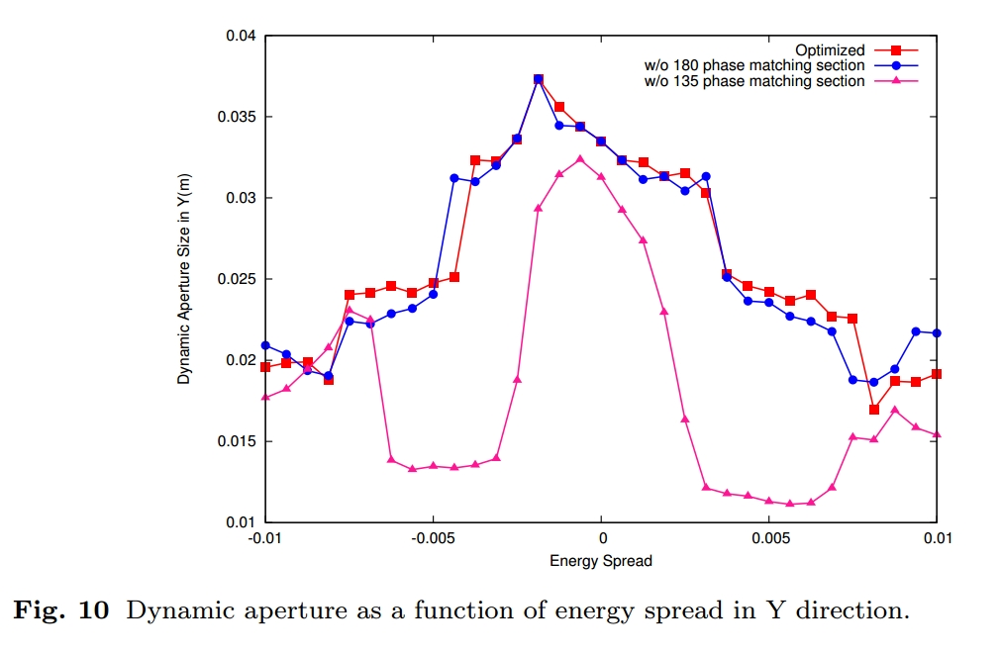 0.04
0.035
0.03
0.025
0.02
0.015
0.01
Dynamic Aperture Size in Y(m)
Optimized
w/o 180 phase matching section
w/o 135 phase matching section
-0.01 -0.005 0 0.005 0.01
Energy Spread
Fig. 10 Dynamic aperture as a function of energy spread in Y direction.